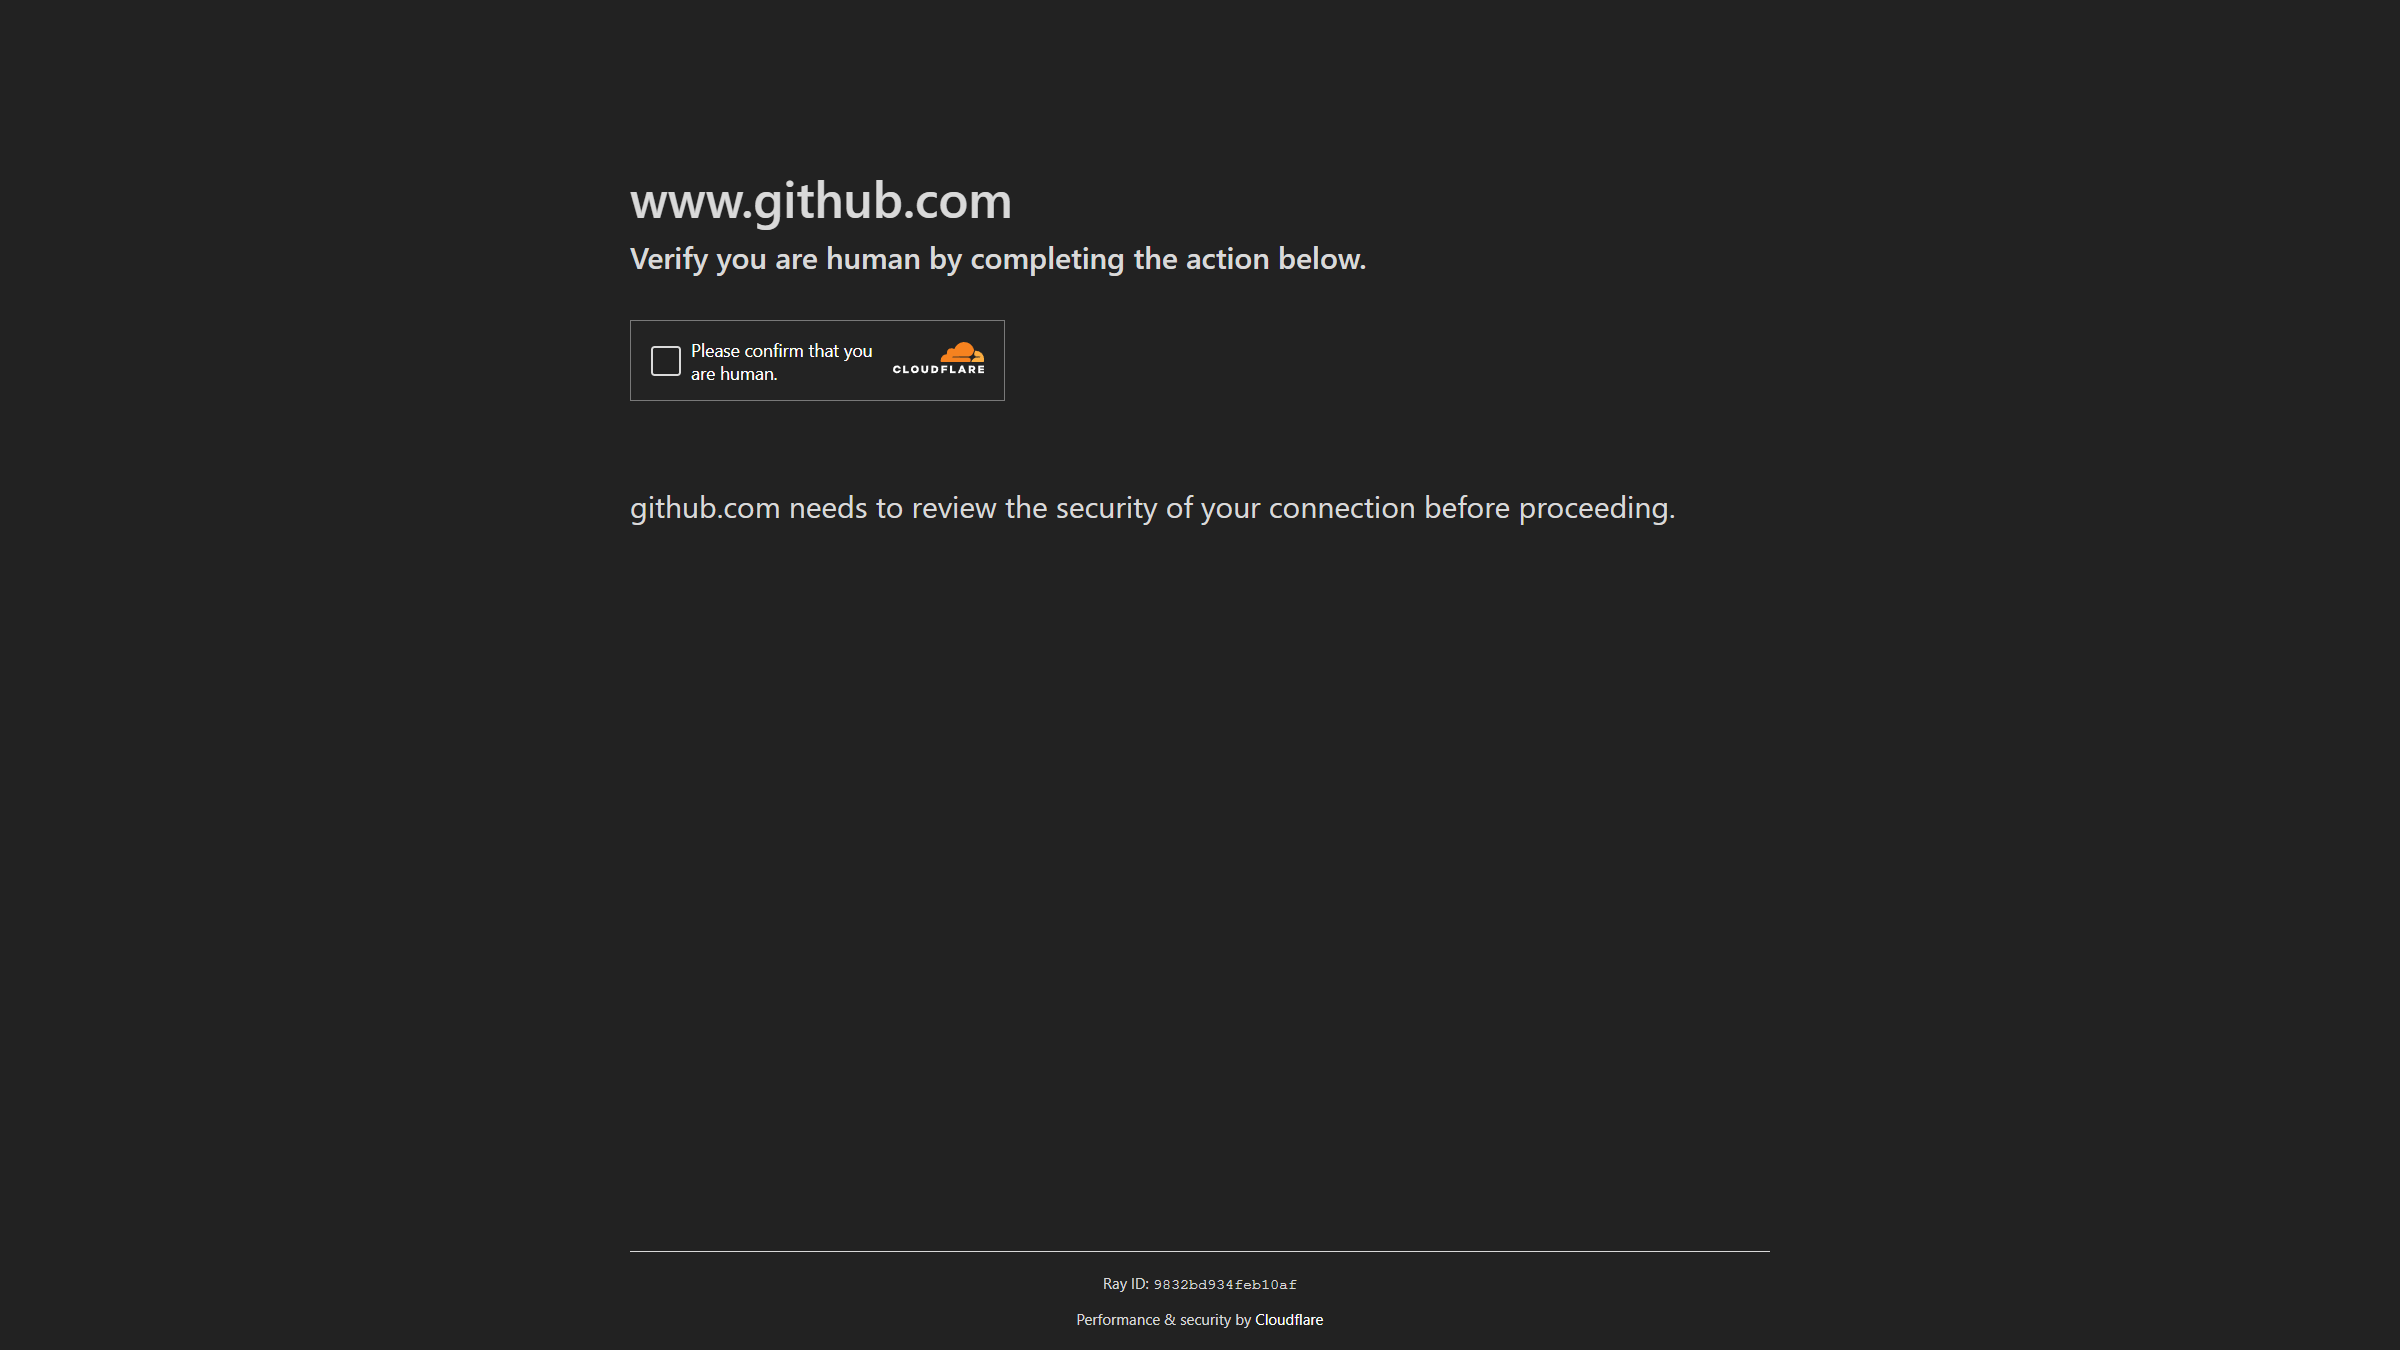 www.github.com
Verify you are human by completing the action below.
Please confirm that you
are human.
CLOUDFLARE
github.com needs to review the security of your connection before proceeding.
Ray ID: 9832bd934feb10af
Performance & security by Cloudflare